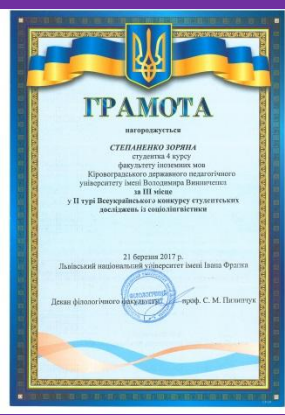 ГРАМОТА
нагороджується
СТЕПАНЕНКО ЗОРЯНА
студентка 4 курсу
факультету іноземних мов
Кіровоградського державного педагогічного
університету імені Володимира Винниченка
за ІІІ місце
у ІІ турі Всеукраїнського конкурсу студентських
досліджень із соціолінгвістики
21 березня 2017 р.
Львівський національний університет імені Івана Франка
Декан філологічного факультету проф. С. М. Пилипчук